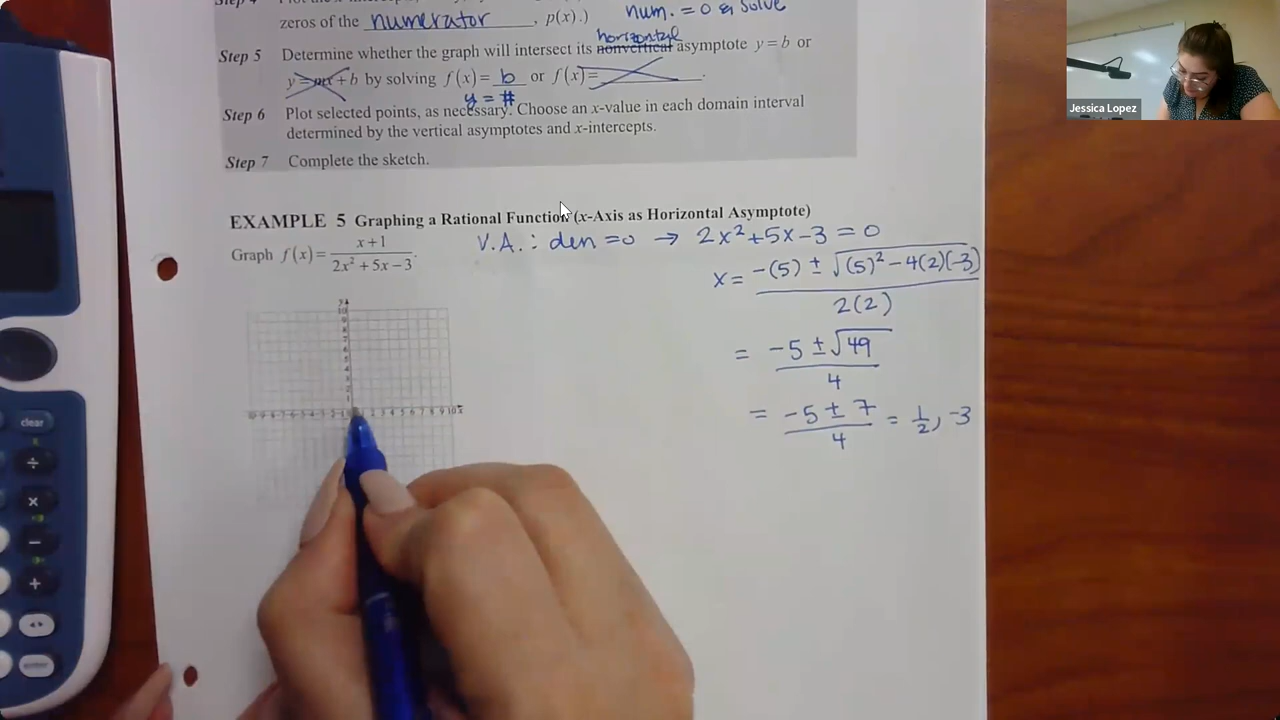 zeros of the numerator, p(x).) num. = 0 & solve
horizontal
Step 5 Determine whether the graph will intersect its nonvertical asymptote y = b or
y = mx + b by solving f(x) = b or f(x) = ____.
y = #
Step 6 Plot selected points, as necessary. Choose an x-value in each domain interval
determined by the vertical asymptotes and x-intercepts.
Step 7 Complete the sketch.
EXAMPLE 5 Graphing a Rational Function (x-Axis as Horizontal Asymptote)
Graph f(x) = (x+1)/(2x² + 5x − 3).
V.A.: den = 0 → 2x² + 5x − 3 = 0
x = (−(5) ± √((5)² − 4(2)(−3)))/(2(2))
= (−5 ± √49)/4
= (−5 ± 7)/4 = 1/2, −3
clear
÷
×
−
+
Jessica Lopez